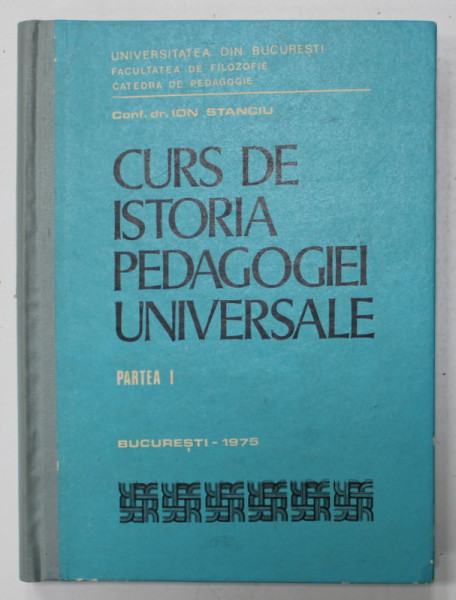 UNIVERSITATEA DIN BUCUREȘTI
FACULTATEA DE FILOZOFIE
CATEDRA DE PEDAGOGIE
Conf. dr. ION STANCIU
CURS DE
ISTORIA
PEDAGOGIEI
UNIVERSALE
PARTEA I
BUCUREȘTI - 1975